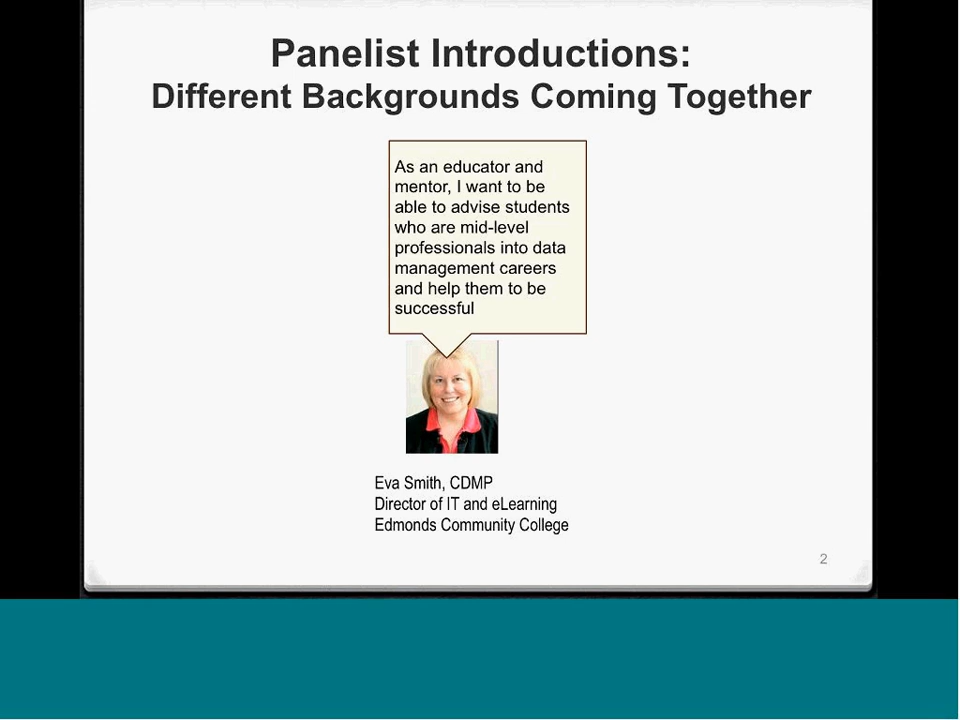 Panelist Introductions:
Different Backgrounds Coming Together
As an educator and
mentor, I want to be
able to advise students
who are mid-level
professionals into data
management careers
and help them to be
successful
Eva Smith, CDMP
Director of IT and eLearning
Edmonds Community College
2